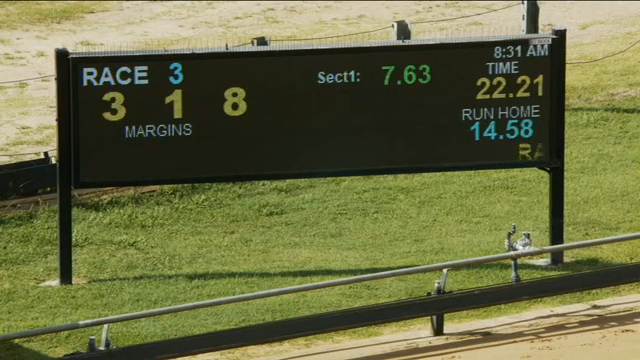 8:31 AM
RACE 3
Sect1: 7.63
TIME
3 1 8
22.21
MARGINS
RUN HOME
14.58
RA